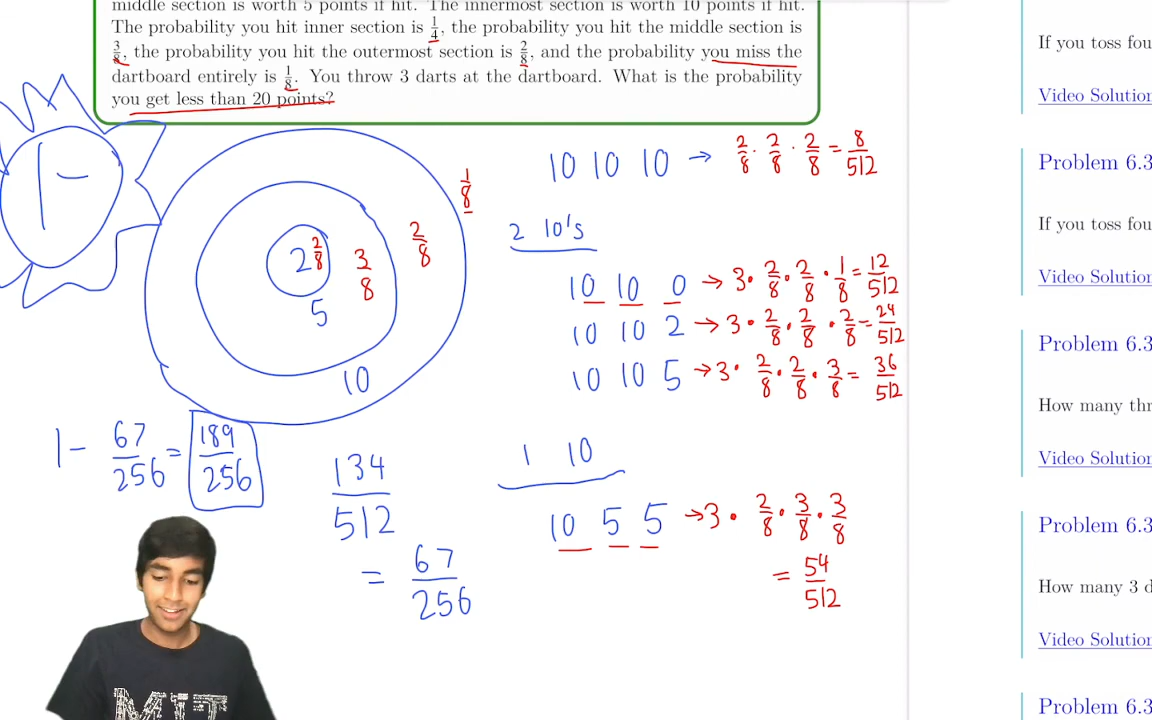 middle section is worth 5 points if hit. The innermost section is worth 10 points if hit.
The probability you hit inner section is 1/4, the probability you hit the middle section is
3/8, the probability you hit the outermost section is 2/8, and the probability you miss the
dartboard entirely is 1/8. You throw 3 darts at the dartboard. What is the probability
you get less than 20 points?
1-
1/8
2/8
2 2/8
3/8
5
10
10 10 10 → 2/8 · 2/8 · 2/8 = 8/512
2 10's
10 10 0 → 3 · 2/8 · 2/8 · 1/8 = 12/512
10 10 2 → 3 · 2/8 · 2/8 · 2/8 = 24/512
10 10 5 → 3 · 2/8 · 2/8 · 3/8 = 36/512
1 10
10 5 5 → 3 · 2/8 · 3/8 · 3/8
= 54/512
134/512
= 67/256
1 - 67/256 = 189/256
MIT
If you toss fou
Video Solution
Problem 6.3
If you toss fou
Video Solution
Problem 6.3
How many thr
Video Solution
Problem 6.3
How many 3 d
Video Solution
Problem 6.3